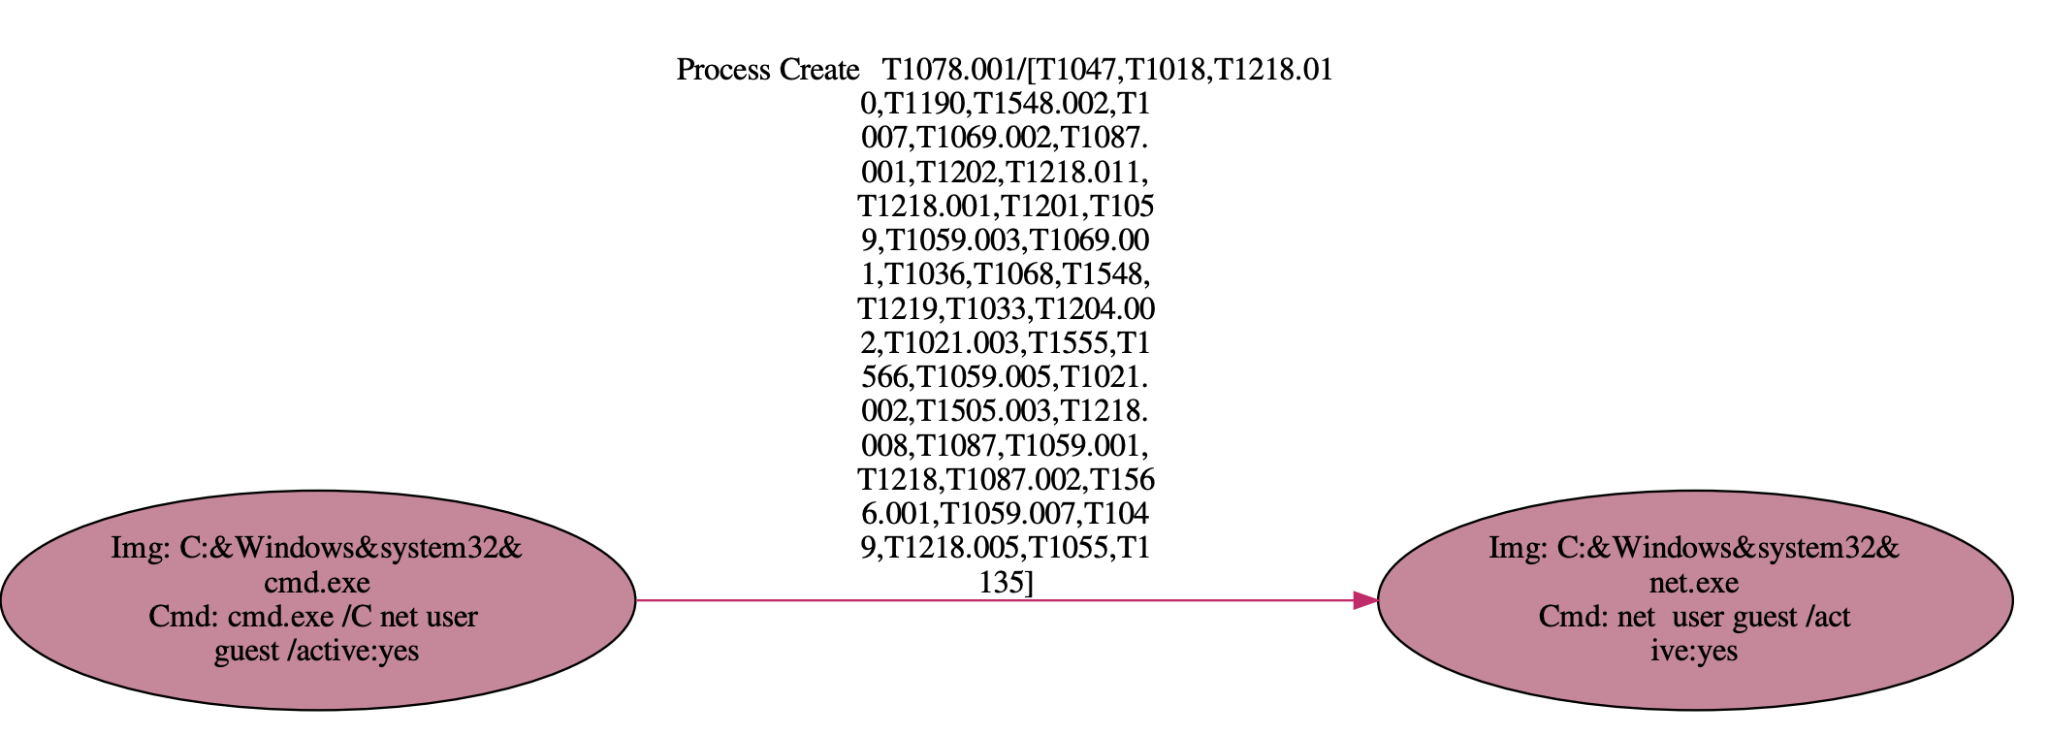 Process Create   T1078.001/[T1047,T1018,T1218.01
0,T1190,T1548.002,T1
007,T1069.002,T1087.
001,T1202,T1218.011,
T1218.001,T1201,T105
9,T1059.003,T1069.00
1,T1036,T1068,T1548,
T1219,T1033,T1204.00
2,T1021.003,T1555,T1
566,T1059.005,T1021.
002,T1505.003,T1218.
008,T1087,T1059.001,
T1218,T1087.002,T156
6.001,T1059.007,T104
9,T1218.005,T1055,T1
135]
Img: C:&Windows&system32&
cmd.exe
Cmd: cmd.exe /C net user
guest /active:yes
Img: C:&Windows&system32&
net.exe
Cmd: net  user guest /act
ive:yes